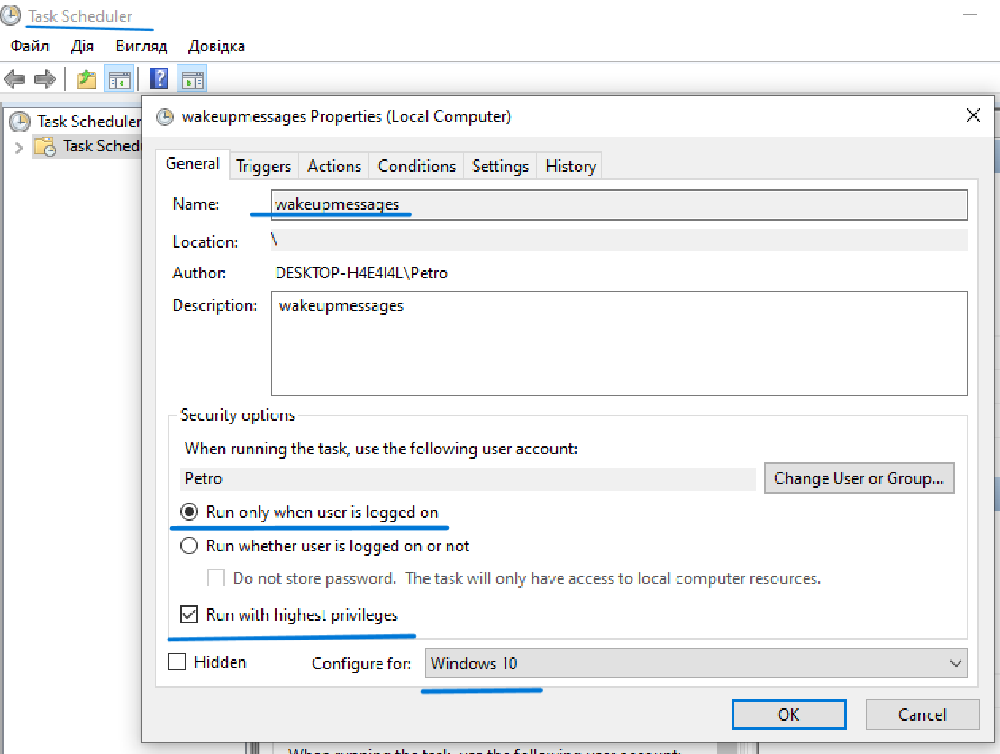 Task Scheduler
Файл Дія Вигляд Довідка
Task Scheduler
Task Sched
wakeupmessages Properties (Local Computer)
General Triggers Actions Conditions Settings History
Name: wakeupmessages
Location: \
Author: DESKTOP-H4E4I4L\Petro
Description: wakeupmessages
Security options
When running the task, use the following user account:
Petro Change User or Group...
Run only when user is logged on
Run whether user is logged on or not
Do not store password. The task will only have access to local computer resources.
Run with highest privileges
Hidden Configure for: Windows 10
OK Cancel
When running the task, use the following user account: